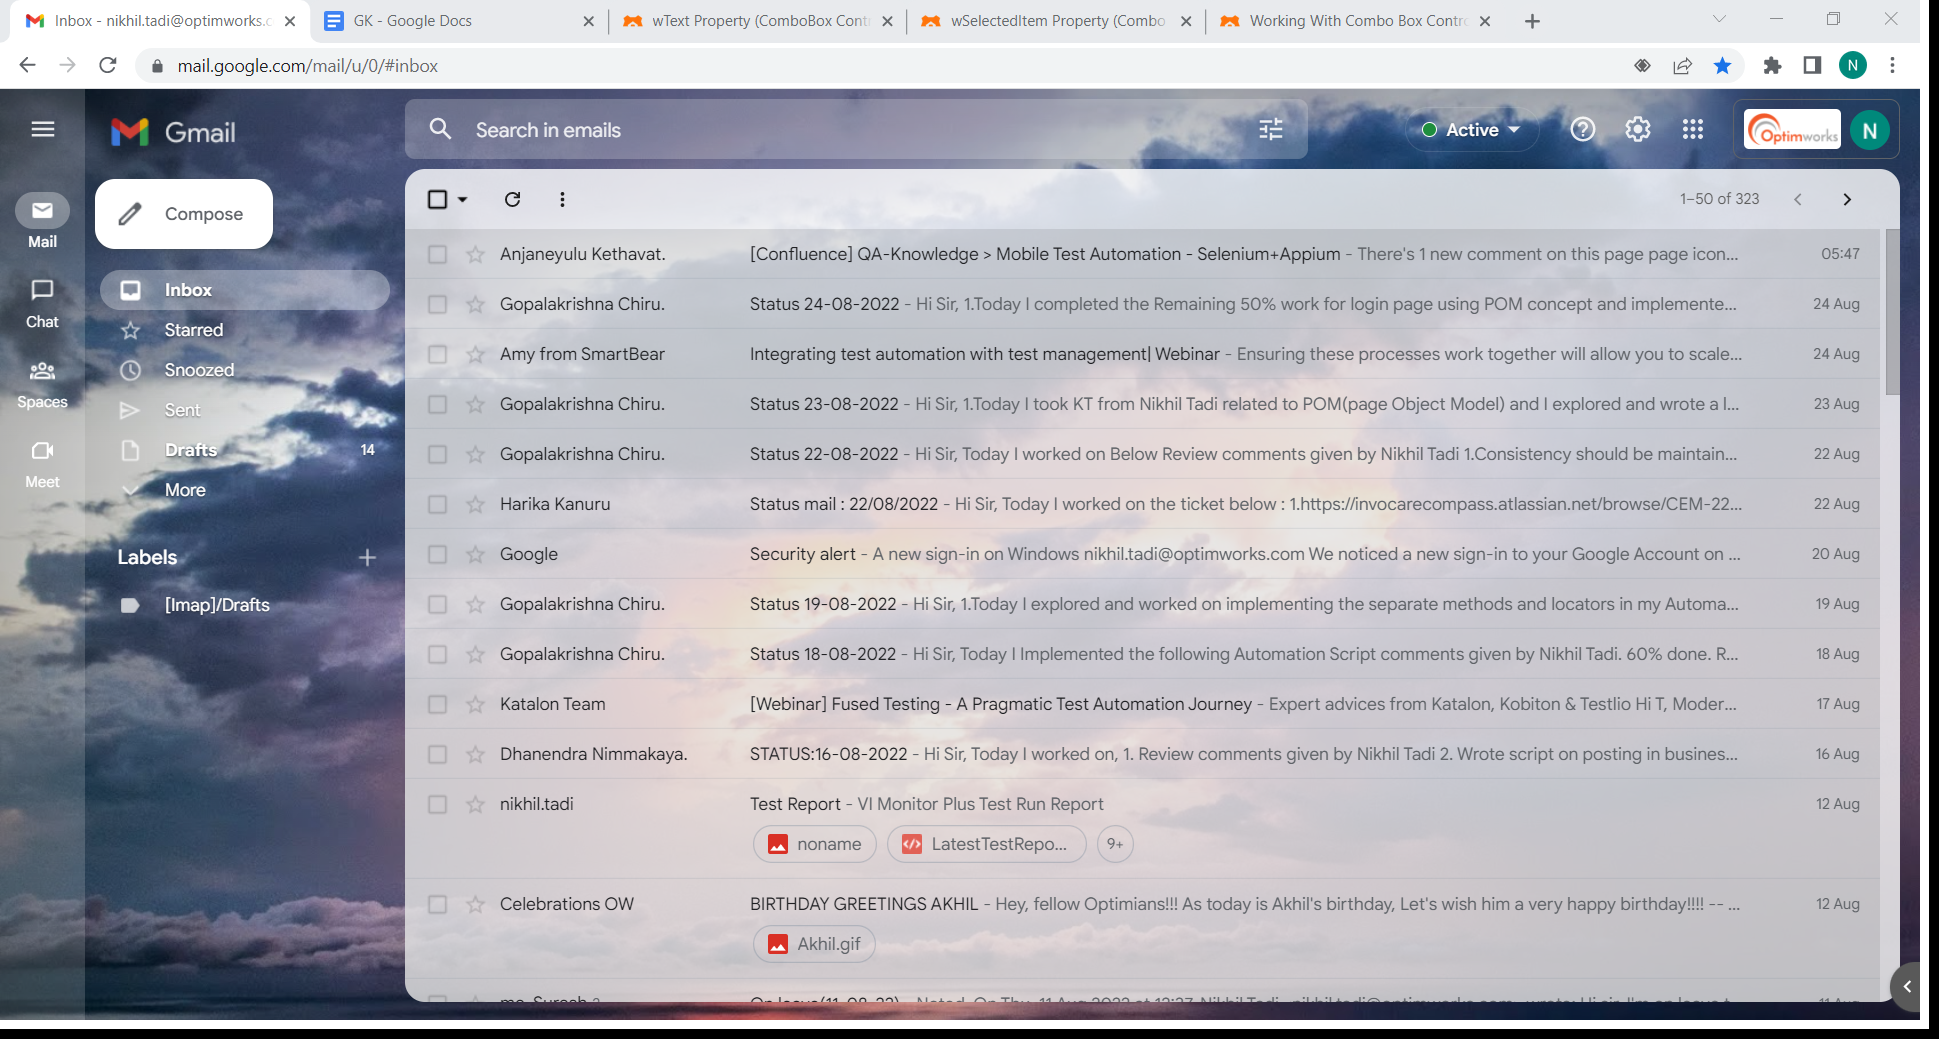 Inbox - nikhil.tadi@optimworks.c
GK - Google Docs
wText Property (ComboBox Cont
wSelectedItem Property (Combo
Working With Combo Box Contr
mail.google.com/mail/u/0/#inbox
N
Gmail
Search in emails
Active
Optimworks
N
Compose
1–50 of 323
Mail
Chat
Spaces
Meet
Inbox
Starred
Snoozed
Sent
Drafts 14
More
Labels
[Imap]/Drafts
Anjaneyulu Kethavat. [Confluence] QA-Knowledge > Mobile Test Automation - Selenium+Appium - There's 1 new comment on this page page icon... 05:47
Gopalakrishna Chiru. Status 24-08-2022 - Hi Sir, 1.Today I completed the Remaining 50% work for login page using POM concept and implemente... 24 Aug
Amy from SmartBear Integrating test automation with test management| Webinar - Ensuring these processes work together will allow you to scale... 24 Aug
Gopalakrishna Chiru. Status 23-08-2022 - Hi Sir, 1.Today I took KT from Nikhil Tadi related to POM(page Object Model) and I explored and wrote a l... 23 Aug
Gopalakrishna Chiru. Status 22-08-2022 - Hi Sir, Today I worked on Below Review comments given by Nikhil Tadi 1.Consistency should be maintain... 22 Aug
Harika Kanuru Status mail : 22/08/2022 - Hi Sir, Today I worked on the ticket below : 1.https://invocarecompass.atlassian.net/browse/CEM-22... 22 Aug
Google Security alert - A new sign-in on Windows nikhil.tadi@optimworks.com We noticed a new sign-in to your Google Account on ... 20 Aug
Gopalakrishna Chiru. Status 19-08-2022 - Hi Sir, 1.Today I explored and worked on implementing the separate methods and locators in my Automa... 19 Aug
Gopalakrishna Chiru. Status 18-08-2022 - Hi Sir, Today I Implemented the following Automation Script comments given by Nikhil Tadi. 60% done. R... 18 Aug
Katalon Team [Webinar] Fused Testing - A Pragmatic Test Automation Journey - Expert advices from Katalon, Kobiton & Testlio Hi T, Moder... 17 Aug
Dhanendra Nimmakaya. STATUS:16-08-2022 - Hi Sir, Today I worked on, 1. Review comments given by Nikhil Tadi 2. Wrote script on posting in busines... 16 Aug
nikhil.tadi Test Report - VI Monitor Plus Test Run Report 12 Aug
noname LatestTestRepo... 9+
Celebrations OW BIRTHDAY GREETINGS AKHIL - Hey, fellow Optimians!!! As today is Akhil's birthday, Let's wish him a very happy birthday!!!! -- ... 12 Aug
Akhil.gif